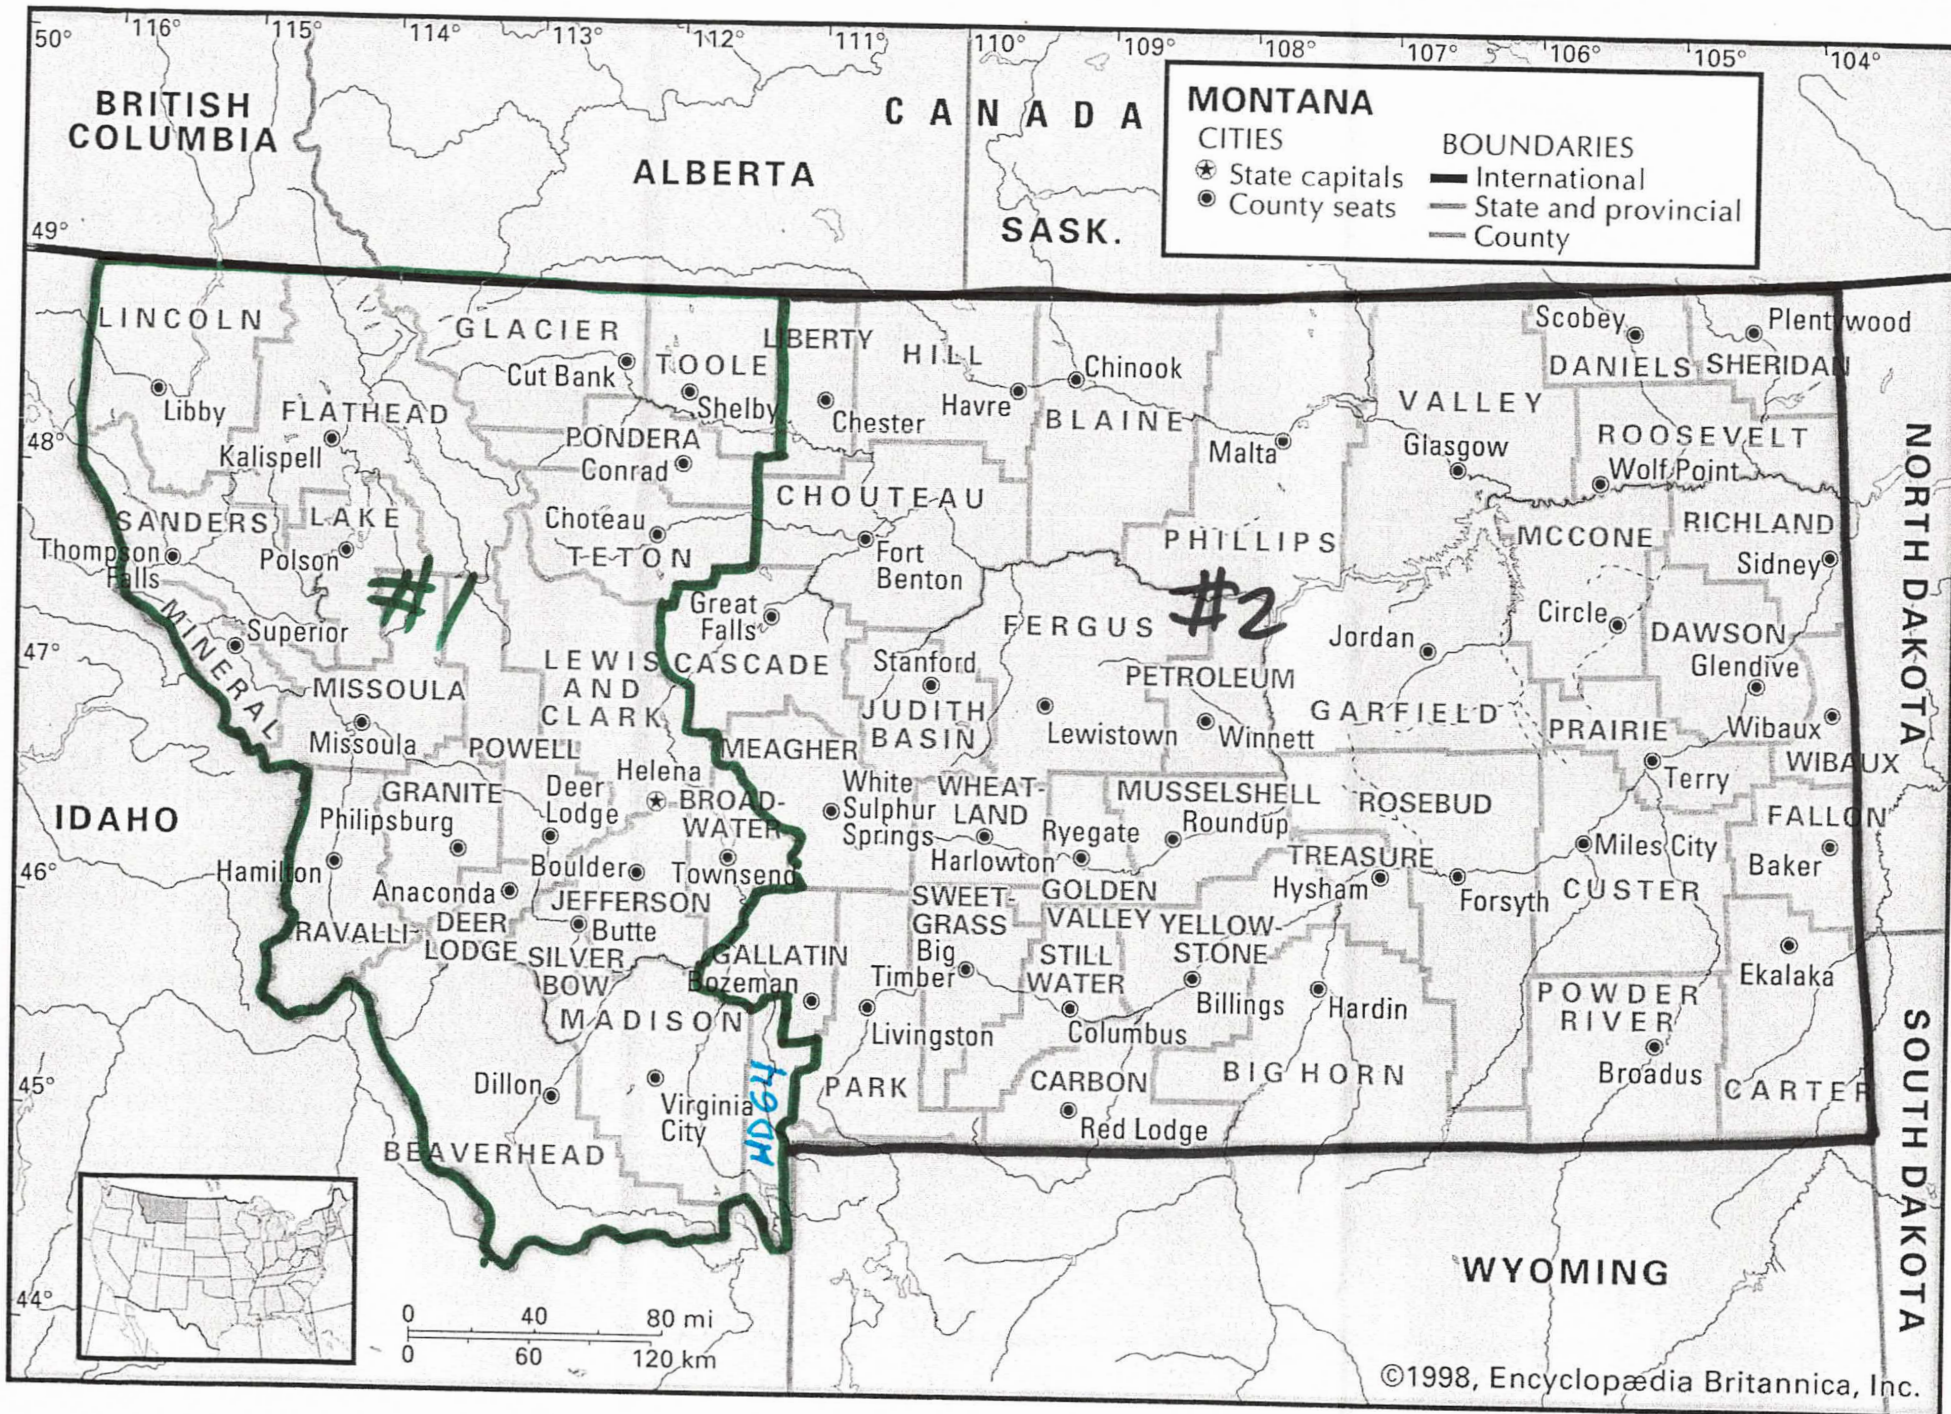 116° 115° 114° 113° 112° 111° 110° 109° 108° 107° 106° 105° 104°
50°
49°
48°
47°
46°
45°
44°
BRITISH
COLUMBIA
CANADA
ALBERTA
SASK.
MONTANA
CITIES
State capitals
County seats
BOUNDARIES
International
State and provincial
County
LINCOLN
Libby
FLATHEAD
Kalispell
GLACIER
Cut Bank
TOOLE
Shelby
LIBERTY
Chester
HILL
Havre
Chinook
BLAINE
Malta
PHILLIPS
VALLEY
Glasgow
Scobey
DANIELS
Plentywood
SHERIDAN
ROOSEVELT
Wolf Point
PONDERA
Conrad
CHOUTEAU
Fort
Benton
Choteau
TETON
SANDERS
Thompson
Falls
LAKE
Polson
#1
#2
MCCONE
Circle
RICHLAND
Sidney
NORTH DAKOTA
MINERAL
Superior
Great
Falls
CASCADE
LEWIS
AND
CLARK
FERGUS
Lewistown
Stanford
JUDITH
BASIN
PETROLEUM
Winnett
Jordan
GARFIELD
DAWSON
Glendive
PRAIRIE
Terry
Wibaux
WIBAUX
MISSOULA
Missoula
POWELL
Deer
Lodge
Helena
MEAGHER
White
Sulphur
Springs
WHEAT-
LAND
Harlowton
MUSSELSHELL
Roundup
Ryegate
GOLDEN
VALLEY
ROSEBUD
Forsyth
TREASURE
Hysham
Miles City
CUSTER
FALLON
Baker
IDAHO
GRANITE
Philipsburg
BROAD-
WATER
Townsend
Hamilton
RAVALLI
Anaconda
DEER
LODGE
Boulder
JEFFERSON
Butte
SILVER
BOW
GALLATIN
Bozeman
SWEET-
GRASS
Big
Timber
STILL
WATER
Columbus
YELLOW-
STONE
Billings
Hardin
BIG HORN
POWDER
RIVER
Broadus
Ekalaka
CARTER
MADISON
Virginia
City
Dillon
BEAVERHEAD
HD64
Livingston
PARK
CARBON
Red Lodge
SOUTH DAKOTA
WYOMING
0 40 80 mi
0 60 120 km
©1998, Encyclopædia Britannica, Inc.